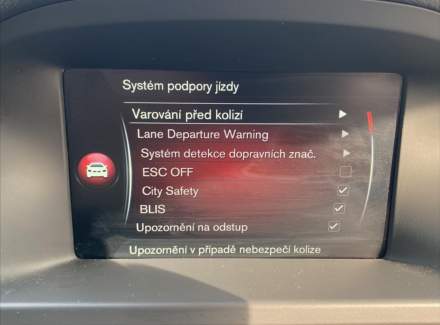 Systém podpory jízdy
Varování před kolizí
Lane Departure Warning
Systém detekce dopravních znač.
ESC OFF
City Safety
BLIS
Upozornění na odstup
Upozornění v případě nebezpečí kolize